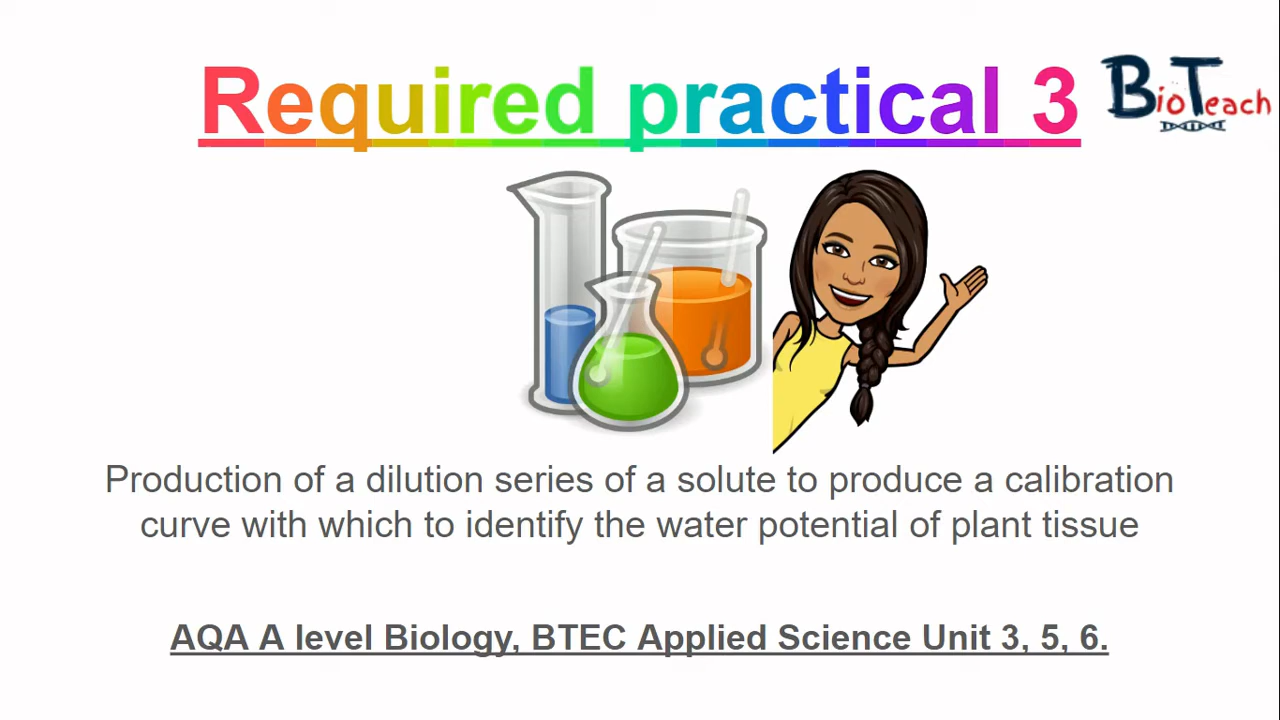 Required practical 3
BioTeach
Production of a dilution series of a solute to produce a calibration
curve with which to identify the water potential of plant tissue
AQA A level Biology, BTEC Applied Science Unit 3, 5, 6.